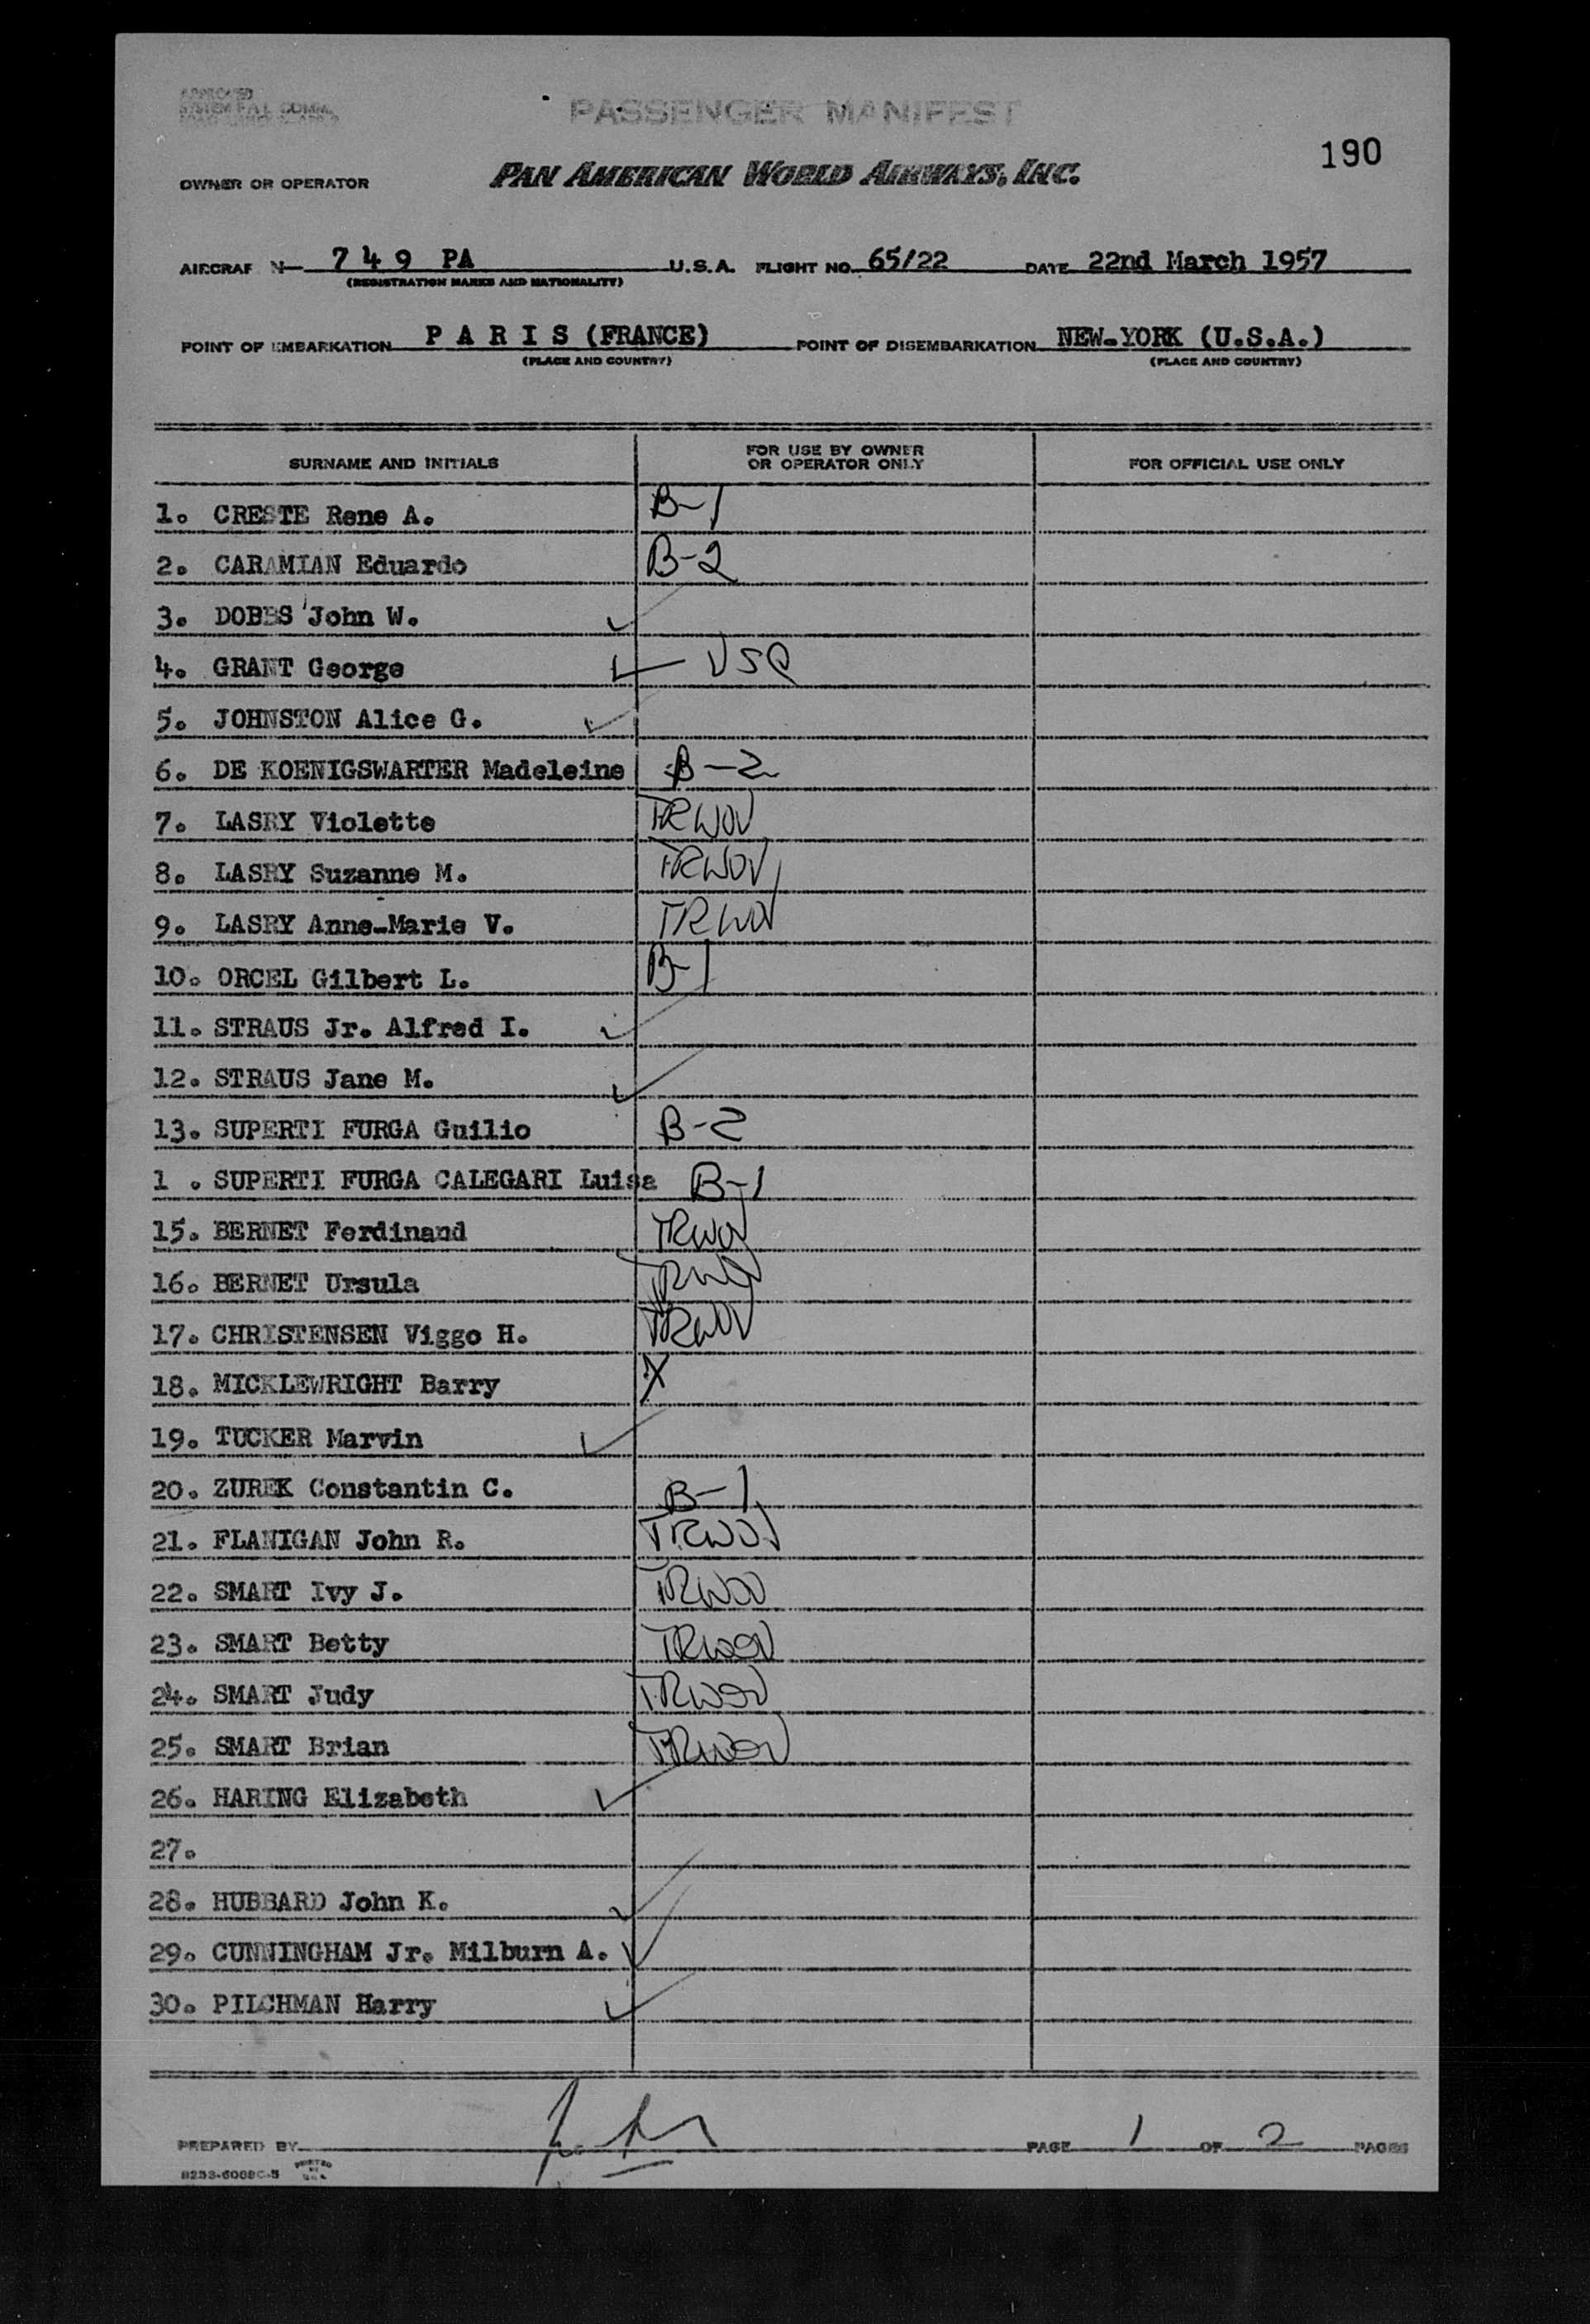 APPROVED
PASSENGER MANIFEST
190
OWNER OR OPERATOR PAN AMERICAN WORLD AIRWAYS, INC.
AIRCRAF N— 749 PA U.S.A. FLIGHT NO. 65/22 DATE 22nd March 1957
(REGISTRATION MARKS AND NATIONALITY)
POINT OF EMBARKATION P A R I S (FRANCE) POINT OF DISEMBARKATION NEW-YORK (U.S.A.)
(PLACE AND COUNTRY) (PLACE AND COUNTRY)
SURNAME AND INITIALS FOR USE BY OWNER OR OPERATOR ONLY FOR OFFICIAL USE ONLY
1. CRESTE Rene A. B-1
2. CARAMIAN Eduardo B-2
3. DOBBS John W.
4. GRANT George
5. JOHNSTON Alice G.
6. DE KOENIGSWARTER Madeleine B-2
7. LASRY Violette TRWOV
8. LASRY Suzanne M. TRWOV
9. LASRY Anne-Marie V. TRWOV
10. ORCEL Gilbert L. B-1
11. STRAUS Jr. Alfred I.
12. STRAUS Jane M.
13. SUPERTI FURGA Guilio B-2
1 . SUPERTI FURGA CALEGARI Luisa B-1
15. BERNET Ferdinand TRWOV
16. BERNET Ursula TRWOV
17. CHRISTENSEN Viggo H. TRWOV
18. MICKLEWRIGHT Barry X
19. TUCKER Marvin
20. ZUREK Constantin C. B-1
21. FLANIGAN John R. TRWOV
22. SMART Ivy J. TRWOV
23. SMART Betty TRWOV
24. SMART Judy TRWOV
25. SMART Brian TRWOV
26. HARING Elizabeth
27.
28. HUBBARD John K.
29. CUNNINGHAM Jr. Milburn A.
30. PILCHMAN Harry
PREPARED BY PAGE 1 OF 2 PAGES